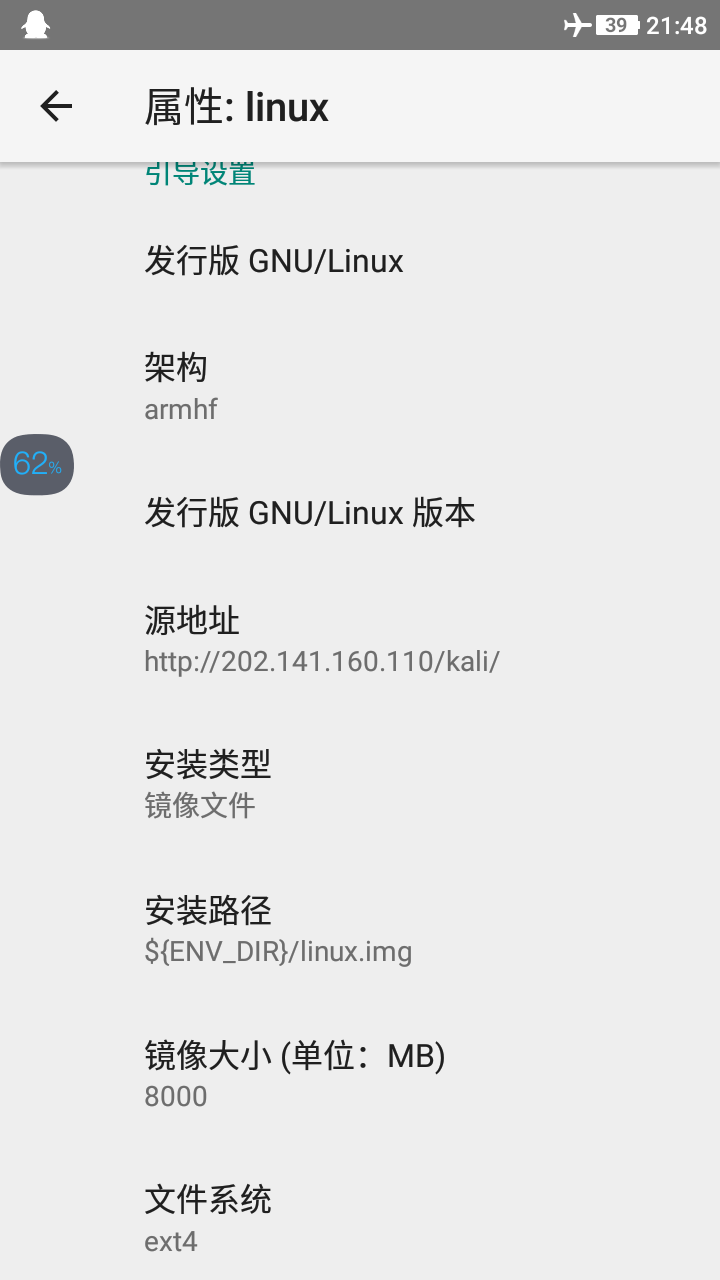 39 21:48
属性: linux
引导设置
发行版 GNU/Linux
架构
armhf
62%
发行版 GNU/Linux 版本
源地址
http://202.141.160.110/kali/
安装类型
镜像文件
安装路径
${ENV_DIR}/linux.img
镜像大小 (单位：MB)
8000
文件系统
ext4